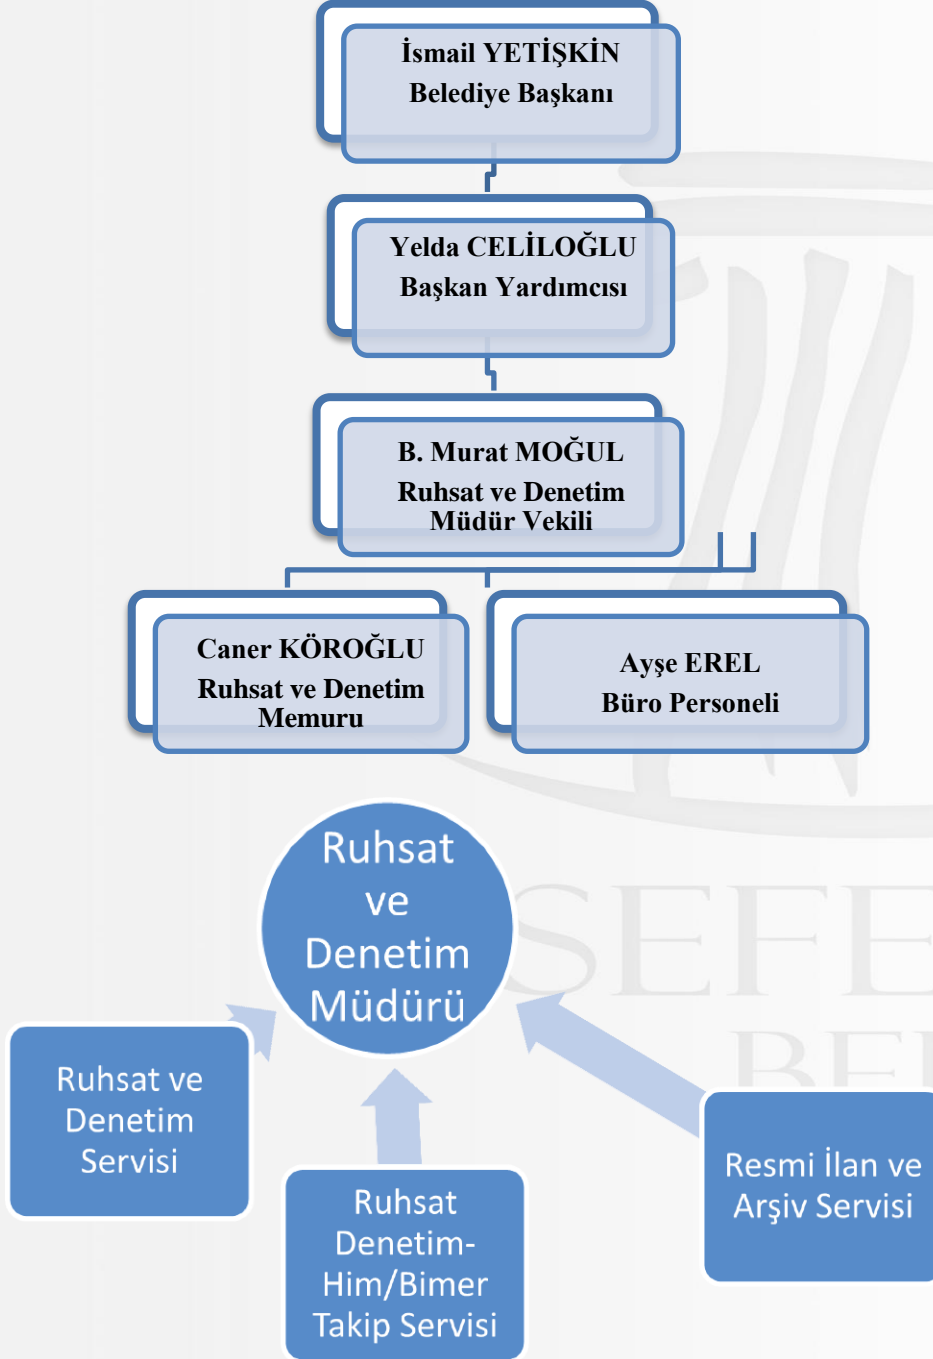 İsmail YETİŞKİN
Belediye Başkanı
Yelda CELİLOĞLU
Başkan Yardımcısı
B. Murat MOĞUL
Ruhsat ve Denetim
Müdür Vekili
Caner KÖROĞLU
Ruhsat ve Denetim
Memuru
Ayşe EREL
Büro Personeli
Ruhsat
ve
Denetim
Müdürü
SEFE
BEL
Ruhsat ve
Denetim
Servisi
Ruhsat
Denetim-
Him/Bimer
Takip Servisi
Resmi İlan ve
Arşiv Servisi